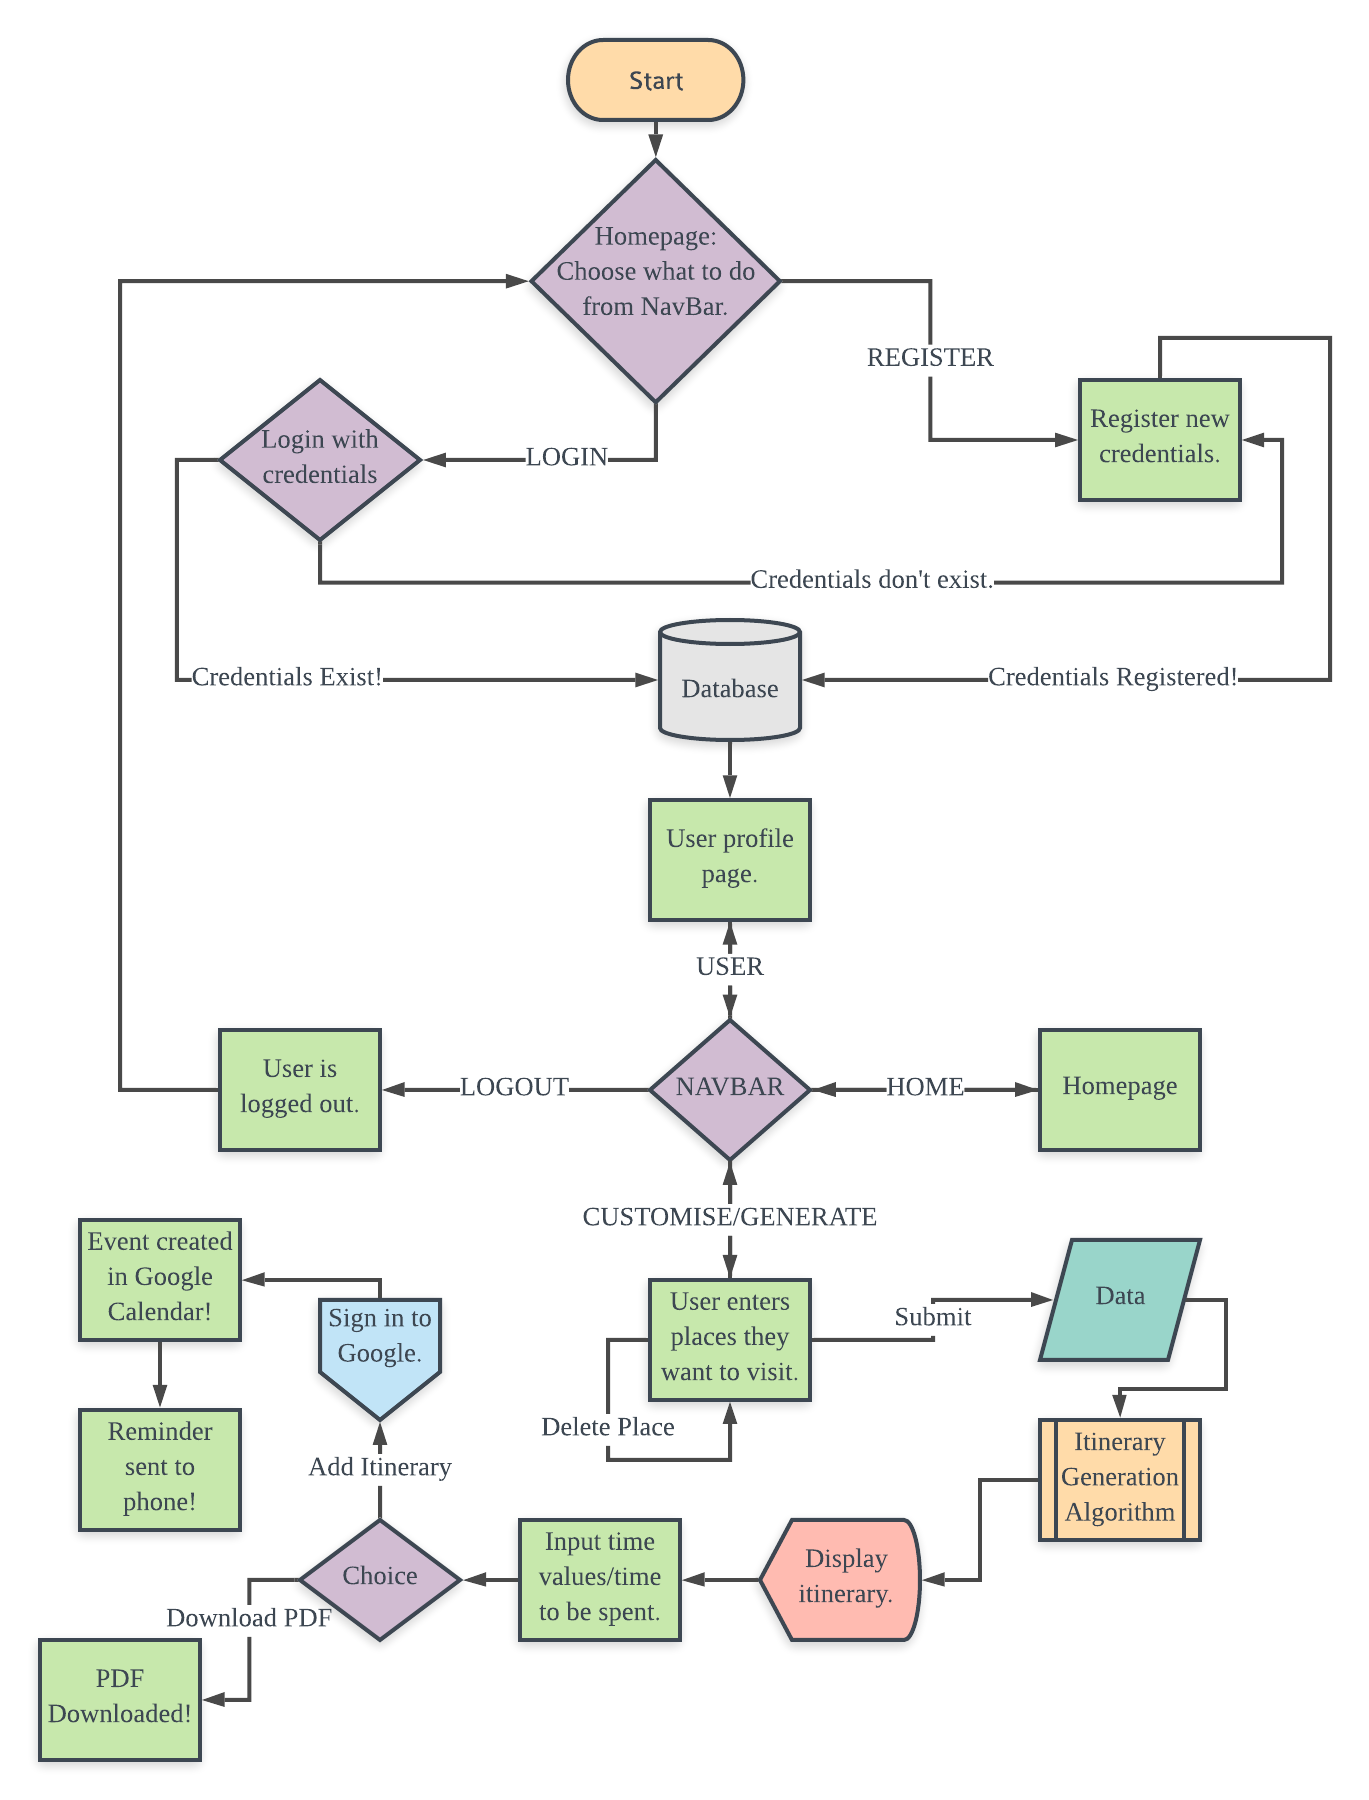 Start
Homepage:
Choose what to do
from NavBar.
REGISTER
Register new
credentials.
Login with
credentials
LOGIN
Credentials don't exist.
Credentials Exist!
Database
Credentials Registered!
User profile
page.
USER
User is
logged out.
LOGOUT
NAVBAR
HOME
Homepage
CUSTOMISE/GENERATE
Event created
in Google
Calendar!
Sign in to
Google.
User enters
places they
want to visit.
Submit
Data
Delete Place
Reminder
sent to
phone!
Add Itinerary
Itinerary
Generation
Algorithm
Choice
Input time
values/time
to be spent.
Display
itinerary.
Download PDF
PDF
Downloaded!